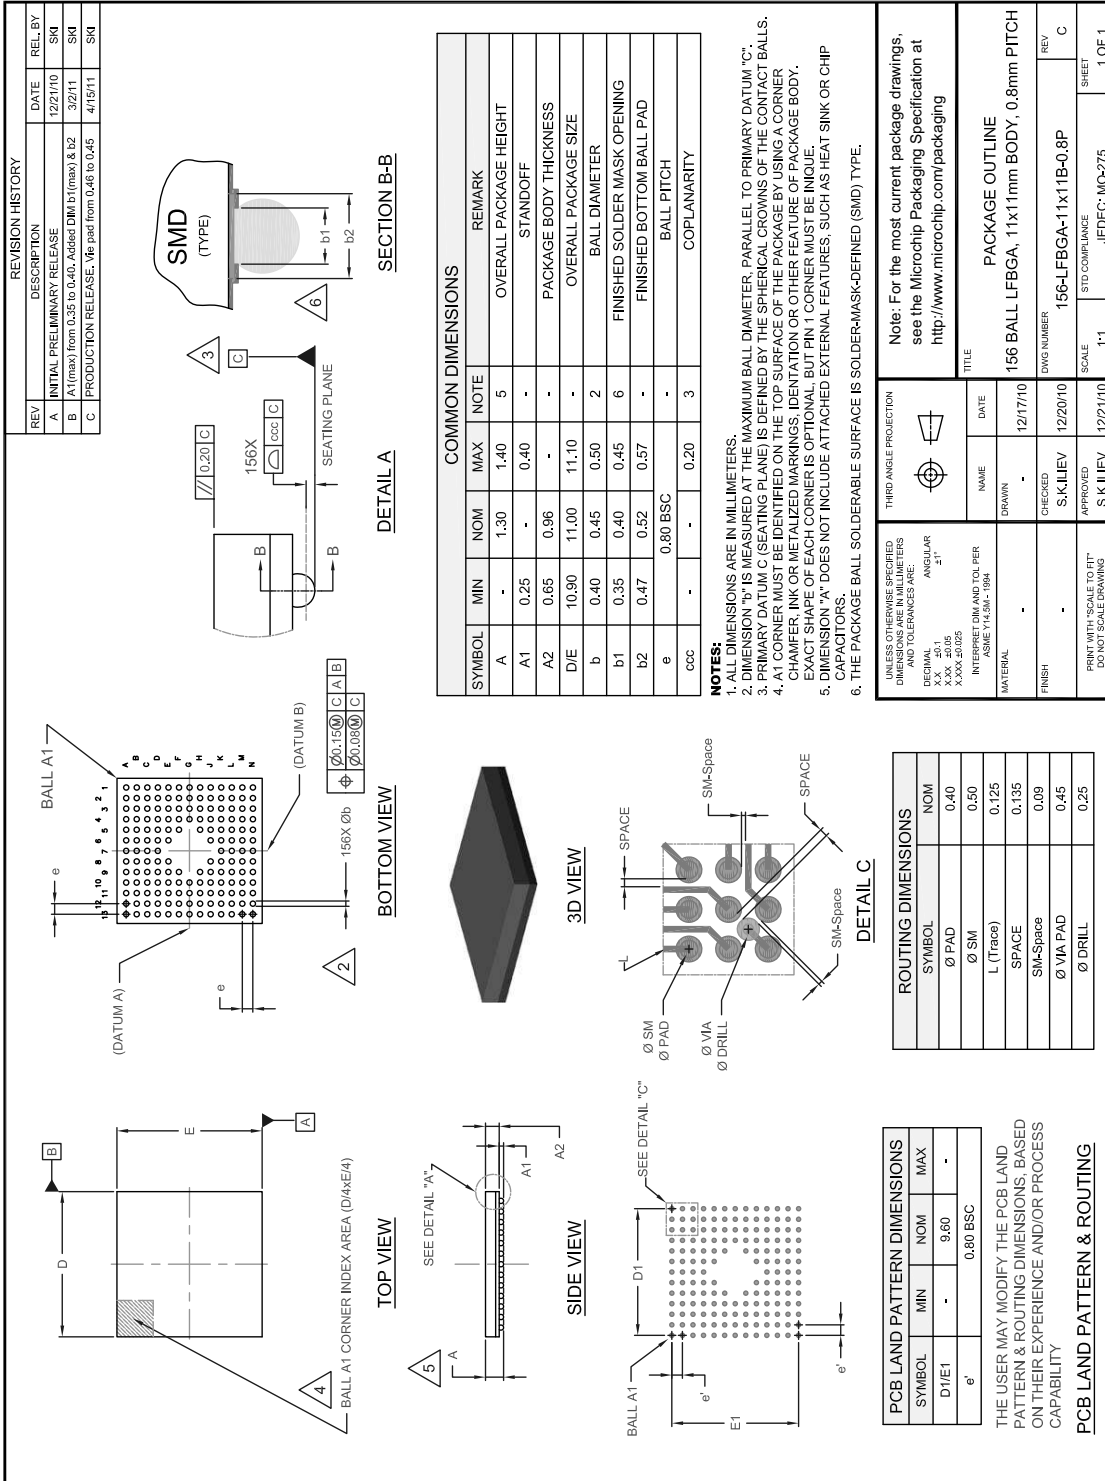 REVISION HISTORY
REV DESCRIPTION DATE REL. BY
A INITIAL PRELIMINARY RELEASE 12/21/10 SKI
B A1(max) from 0.35 to 0.40. Added DIM b1(max) & b2 3/2/11 SKI
C PRODUCTION RELEASE. Vie pad from 0.46 to 0.45 4/15/11 SKI
D
B
E
A
4
BALL A1 CORNER INDEX AREA (D/4xE/4)
TOP VIEW
(DATUM A)
e
e
BALL A1
13 12 11 10 9 8 7 6 5 4 3 2 1
A
B
C
D
E
F
G
H
J
K
L
M
N
(DATUM B)
Ø0.15Ⓜ C A B
Ø0.08Ⓜ C
156X Øb
2
BOTTOM VIEW
B
B
// 0.20 C
156X
ccc C
3
C
SEATING PLANE
DETAIL A
SMD
(TYPE)
b1
b2
6
SECTION B-B
5
A
SEE DETAIL "A"
A1
A2
SIDE VIEW
3D VIEW
COMMON DIMENSIONS
SYMBOL MIN NOM MAX NOTE REMARK
A - 1.30 1.40 5 OVERALL PACKAGE HEIGHT
A1 0.25 - 0.40 - STANDOFF
A2 0.65 0.96 - - PACKAGE BODY THICKNESS
D/E 10.90 11.00 11.10 - OVERALL PACKAGE SIZE
b 0.40 0.45 0.50 2 BALL DIAMETER
b1 0.35 0.40 0.45 6 FINISHED SOLDER MASK OPENING
b2 0.47 0.52 0.57 - FINISHED BOTTOM BALL PAD
e 0.80 BSC - BALL PITCH
ccc - - 0.20 3 COPLANARITY
NOTES:
1. ALL DIMENSIONS ARE IN MILLIMETERS.
2. DIMENSION "b" IS MEASURED AT THE MAXIMUM BALL DIAMETER, PARALLEL TO PRIMARY DATUM "C".
3. PRIMARY DATUM C (SEATING PLANE) IS DEFINED BY THE SPHERICAL CROWNS OF THE CONTACT BALLS.
4. A1 CORNER MUST BE IDENTIFIED ON THE TOP SURFACE OF THE PACKAGE BY USING A CORNER
CHAMFER, INK OR METALIZED MARKINGS, IDENTATION OR OTHER FEATURE OF PACKAGE BODY.
EXACT SHAPE OF EACH CORNER IS OPTIONAL, BUT PIN 1 CORNER MUST BE INIQUE.
5. DIMENSION "A" DOES NOT INCLUDE ATTACHED EXTERNAL FEATURES, SUCH AS HEAT SINK OR CHIP
CAPACITORS.
6. THE PACKAGE BALL SOLDERABLE SURFACE IS SOLDER-MASK-DEFINED (SMD) TYPE.
BALL A1
D1
SEE DETAIL "C"
E1
e'
e'
Ø SM
Ø PAD
Ø VIA
Ø DRILL
L
SPACE
SM-Space
SPACE
SM-Space
DETAIL C
PCB LAND PATTERN DIMENSIONS
SYMBOL MIN NOM MAX
D1/E1 - 9.60 -
e' 0.80 BSC
THE USER MAY MODIFY THE PCB LAND
PATTERN & ROUTING DIMENSIONS, BASED
ON THEIR EXPERIENCE AND/OR PROCESS
CAPABILITY
PCB LAND PATTERN & ROUTING
ROUTING DIMENSIONS
SYMBOL NOM
Ø PAD 0.40
Ø SM 0.50
L (Trace) 0.125
SPACE 0.135
SM-Space 0.09
Ø VIA PAD 0.45
Ø DRILL 0.25
UNLESS OTHERWISE SPECIFIED
DIMENSIONS ARE IN MILLIMETERS
AND TOLERANCES ARE:
DECIMAL ANGULAR
X.X ±0.1 ±1°
X.XX ±0.05
X.XXX ±0.025
INTERPRET DIM AND TOL PER
ASME Y14.5M - 1994
MATERIAL
-
FINISH
-
PRINT WITH "SCALE TO FIT"
DO NOT SCALE DRAWING
THIRD ANGLE PROJECTION
NAME DATE
DRAWN
- 12/17/10
CHECKED
S.K.ILIEV 12/20/10
APPROVED
S.K.ILIEV 12/21/10
Note: For the most current package drawings,
see the Microchip Packaging Specification at
http://www.microchip.com/packaging
TITLE
PACKAGE OUTLINE
156 BALL LFBGA, 11x11mm BODY, 0.8mm PITCH
DWG NUMBER REV
156-LFBGA-11x11B-0.8P C
SCALE STD COMPLIANCE SHEET
1:1 JEDEC: MO-275 1 OF 1